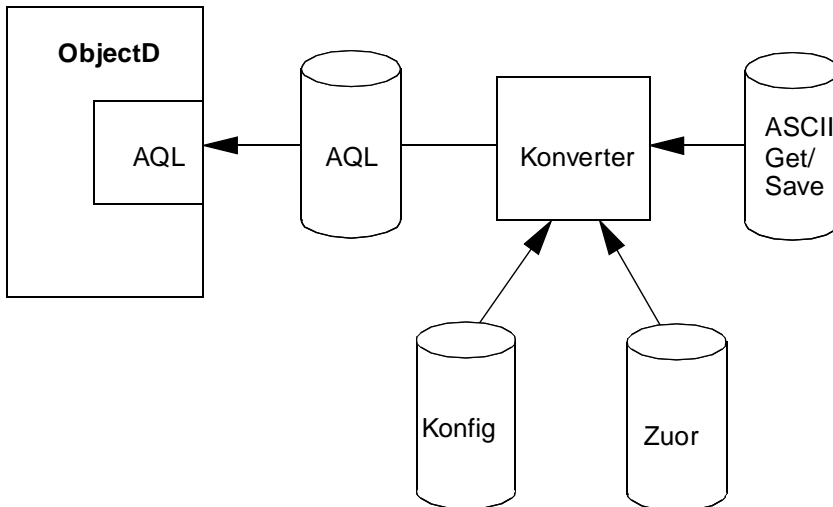 ObjectD
AQL
AQL
Konverter
ASCII
Get/
Save
Konfig
Zuor